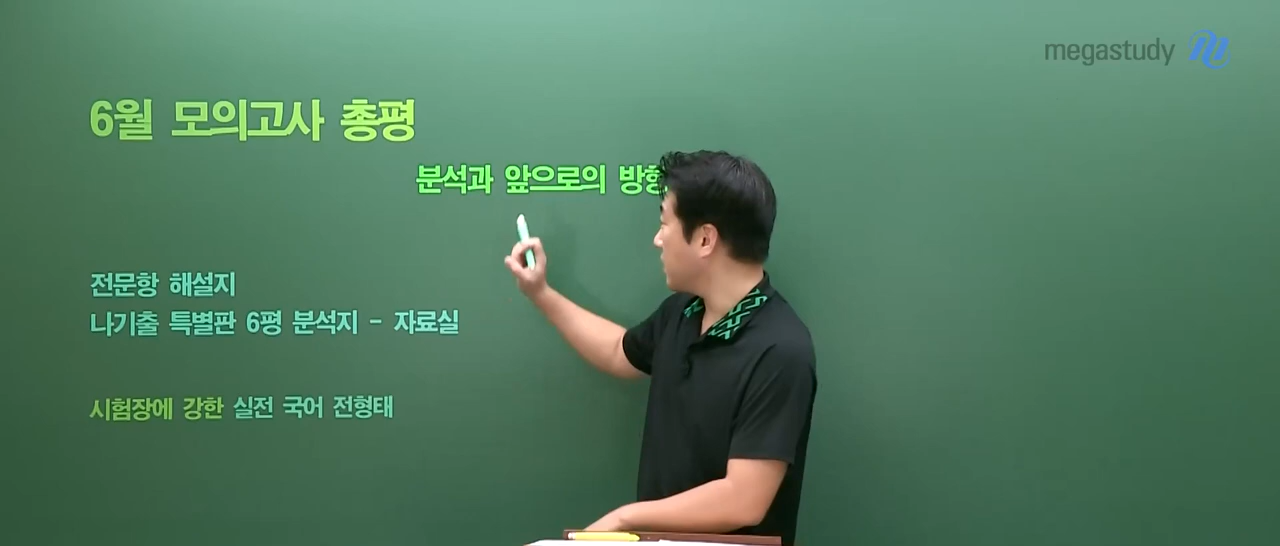 megastudy
6월 모의고사 총평
분석과 앞으로의
전문항 해설지
나기출 특별판 6평 분석지 - 자료실
시험장에 강한 실전 국어 전형태